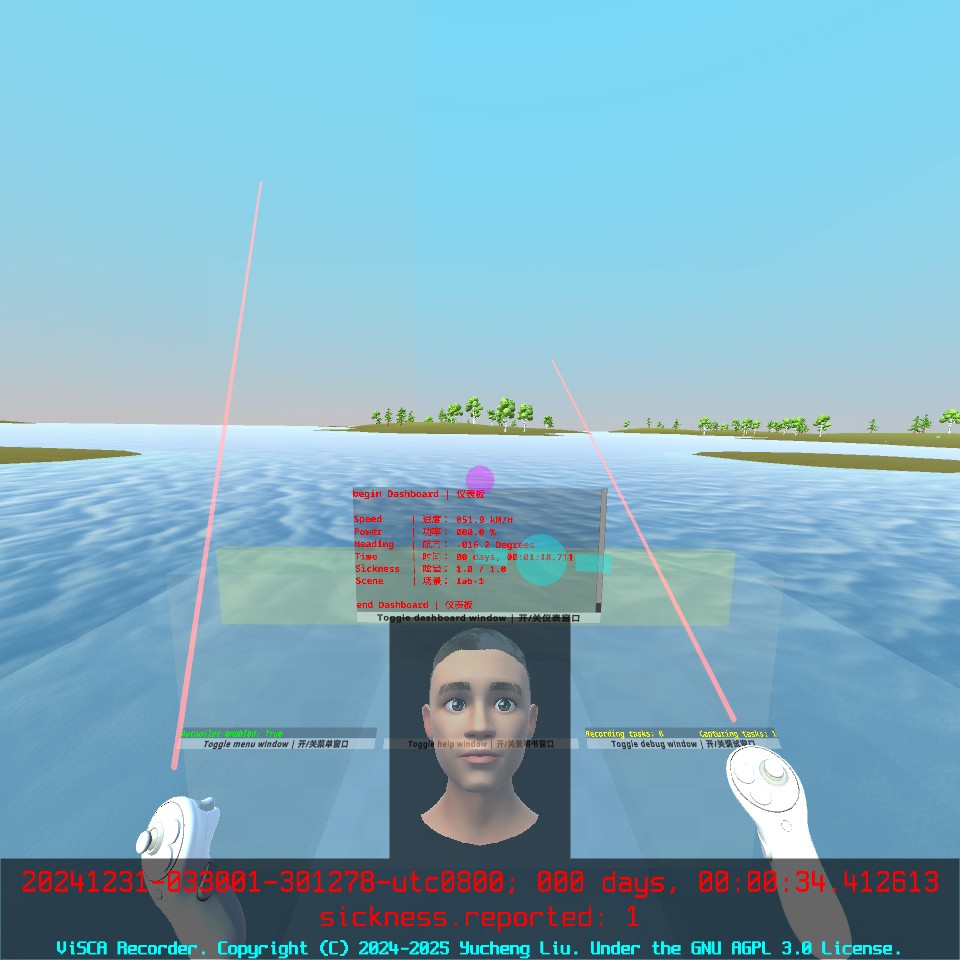 begin Dashboard | 仪表板
Speed | 速度: 051.9 kM/H
Power | 功率: 000.0 %
Heading | 航向: -016.2 Degrees
Time | 时间: 00 days, 00:01:18.711
Sickness | 眩晕: 1.0 / 1.0
Scene | 场景: lab-1
end Dashboard | 仪表板
Toggle dashboard window | 开/关仪表窗口
Autopilot enabled: True
Toggle menu window | 开/关菜单窗口
Toggle help window | 开/关说明书窗口
Recording tasks: 0 Capturing tasks: 1
Toggle debug window | 开/关调试窗口
20241231-033001-301278-utc0800; 000 days, 00:00:34.412613
sickness.reported: 1
ViSCA Recorder. Copyright (C) 2024-2025 Yucheng Liu. Under the GNU AGPL 3.0 License.